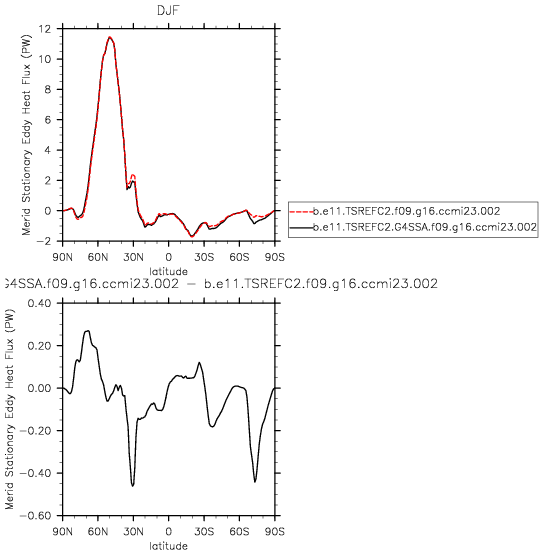 DJF
Merid Stationary Eddy Heat Flux (PW)
12
10
8
6
4
2
0
−2
90N 60N 30N 0 30S 60S 90S
latitude
b.e11.TSREFC2.f09.g16.ccmi23.002
b.e11.TSREFC2.G4SSA.f09.g16.ccmi23.002
G4SSA.f09.g16.ccmi23.002 − b.e11.TSREFC2.f09.g16.ccmi23.002
Merid Stationary Eddy Heat Flux (PW)
0.40
0.20
0.00
−0.20
−0.40
−0.60
90N 60N 30N 0 30S 60S 90S
latitude